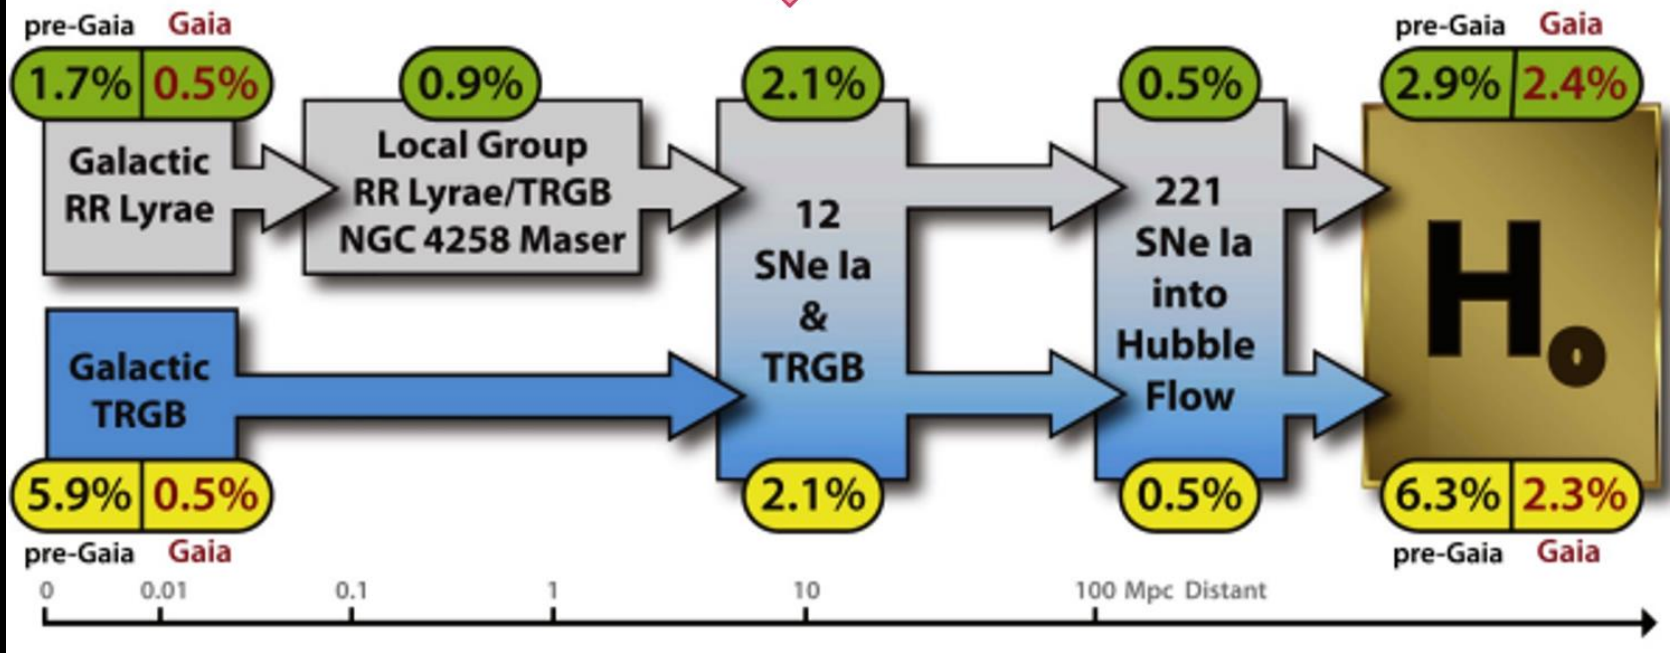 pre-Gaia Gaia
1.7% 0.5%
0.9%
2.1%
0.5%
pre-Gaia Gaia
2.9% 2.4%
Galactic
RR Lyrae
Local Group
RR Lyrae/TRGB
NGC 4258 Maser
12
SNe Ia
&
TRGB
221
SNe Ia
into
Hubble
Flow
Ho
Galactic
TRGB
5.9% 0.5%
pre-Gaia Gaia
2.1%
0.5%
6.3% 2.3%
pre-Gaia Gaia
0 0.01 0.1 1 10 100 Mpc Distant